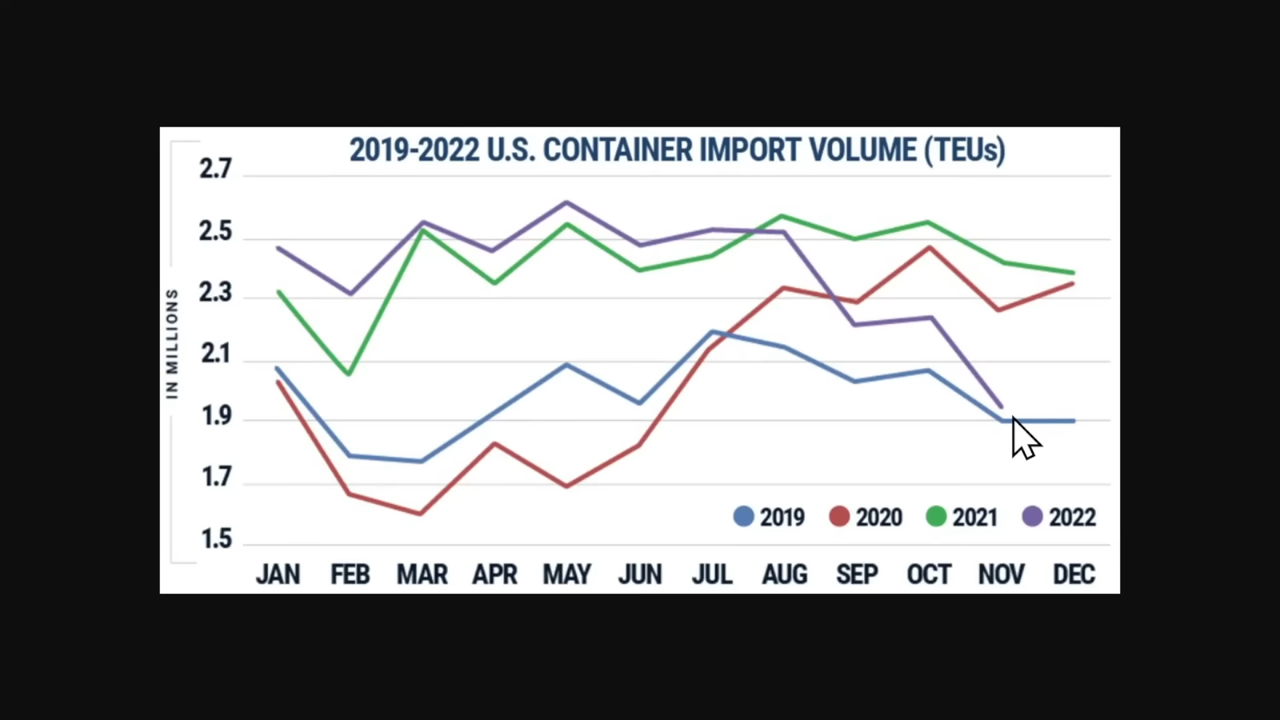 2019-2022 U.S. CONTAINER IMPORT VOLUME (TEUs)
2.7
2.5
2.3
2.1
1.9
1.7
1.5
IN MILLIONS
2019 2020 2021 2022
JAN FEB MAR APR MAY JUN JUL AUG SEP OCT NOV DEC